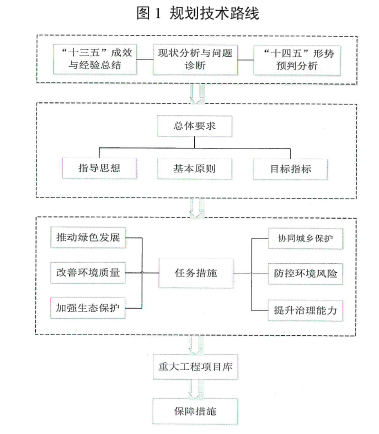 图 1 规划技术路线
“十三五”成效
与经验总结
现状分析与问题
诊断
“十四五”形势
预判分析
总体要求
指导思想
基本原则
目标指标
推动绿色发展
改善环境质量
加强生态保护
任务措施
协同城乡保护
防控环境风险
提升治理能力
重大工程项目库
保障措施